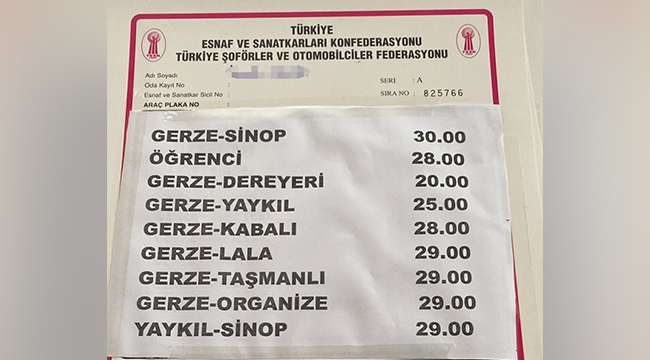 TÜRKİYE
ESNAF VE SANATKARLARI KONFEDERASYONU
TÜRKİYE ŞOFÖRLER VE OTOMOBİLCİLER FEDERASYONU
Adı Soyadı :
Oda Kayıt No : SERİ : A
Esnaf ve Sanatkar Sicil No : SIRA NO : 825766
ARAÇ PLAKA NO :
GERZE-SİNOP 30.00
ÖĞRENCİ 28.00
GERZE-DEREYERİ 20.00
GERZE-YAYKIL 25.00
GERZE-KABALI 28.00
GERZE-LALA 29.00
GERZE-TAŞMANLI 29.00
GERZE-ORGANİZE 29.00
YAYKIL-SİNOP 29.00